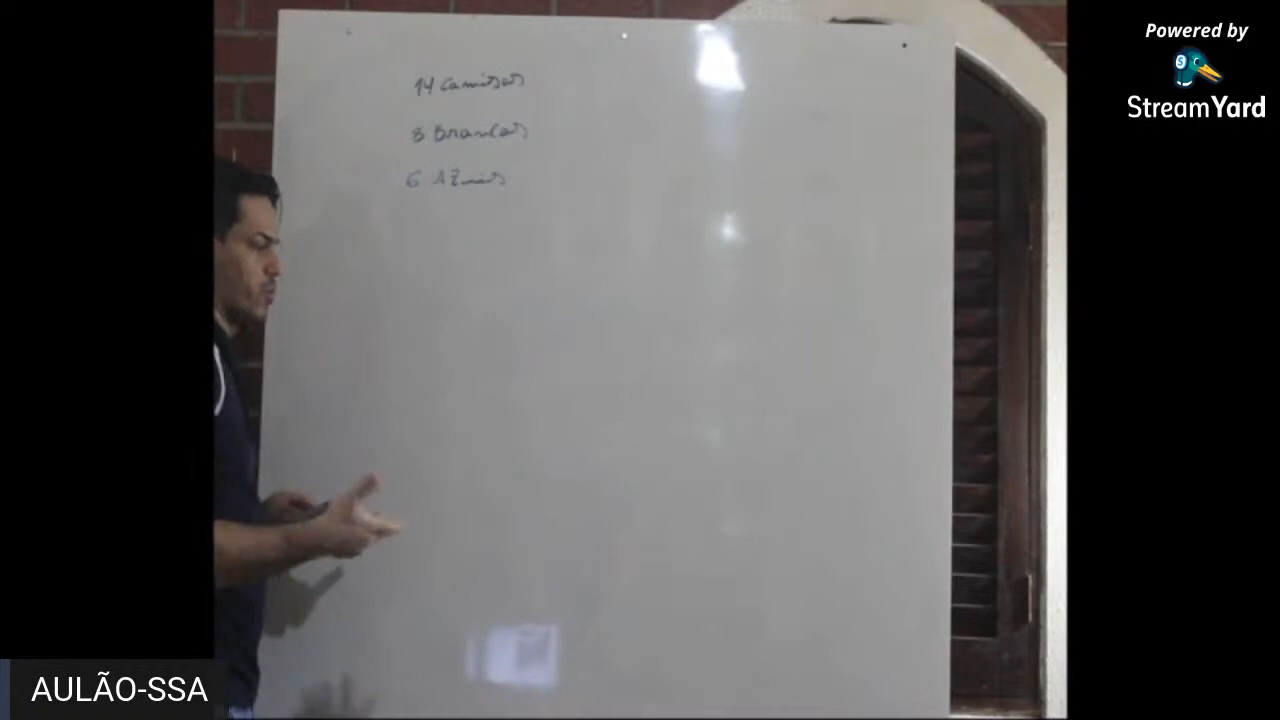 Powered by
StreamYard
14 Camisas
8 Brancas
6 Azuis
AULÃO-SSA